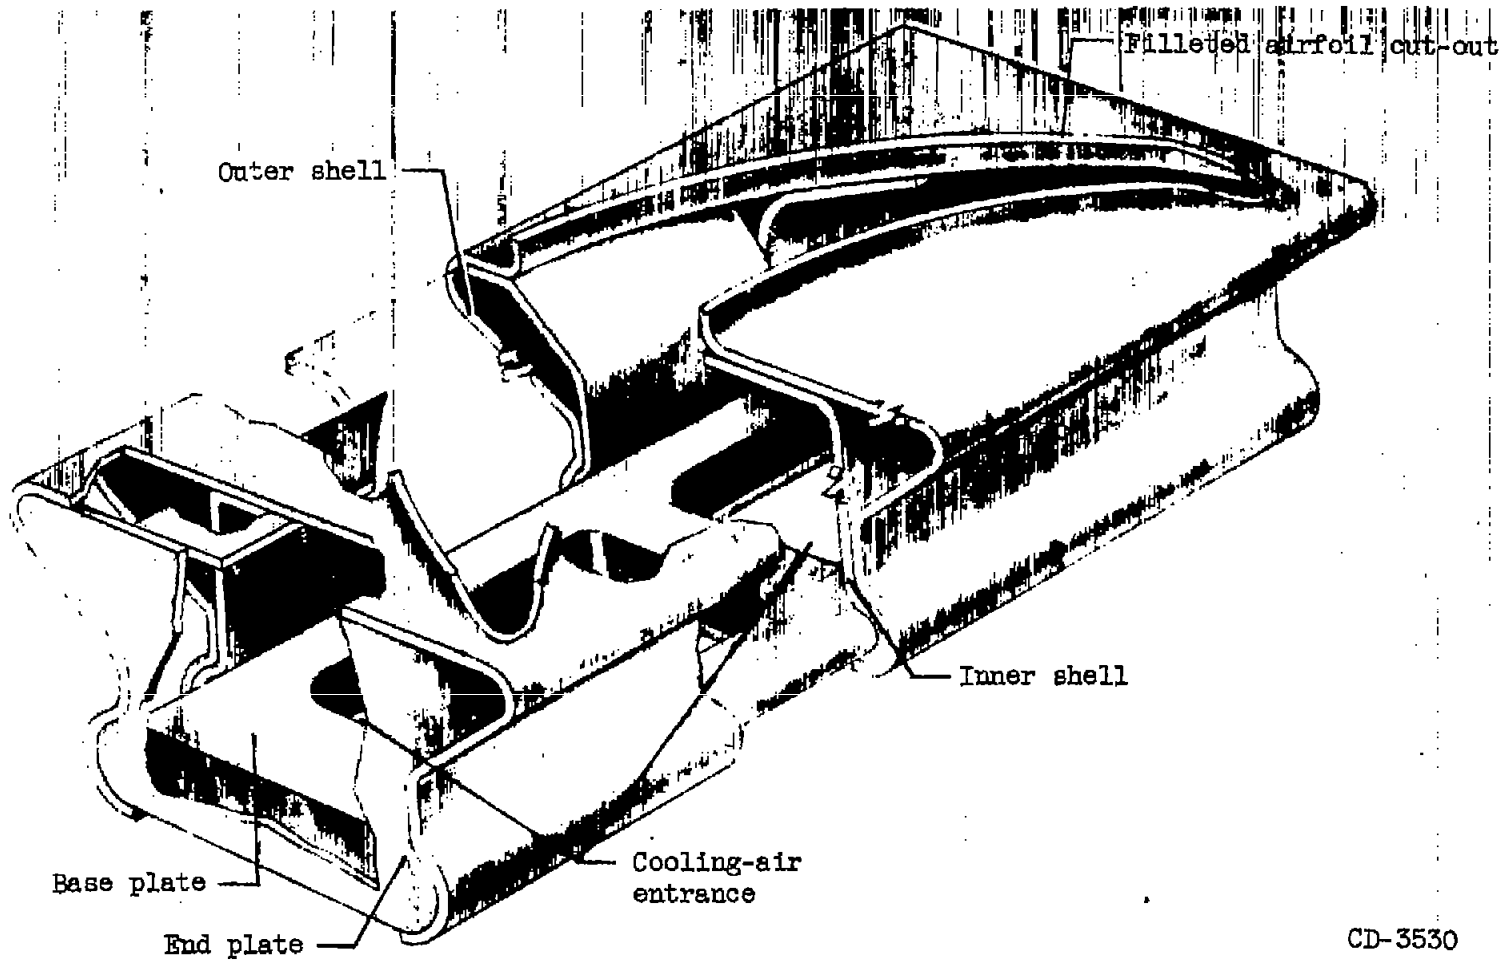 Filleted airfoil cut-out
Outer shell
Inner shell
Cooling-air
entrance
Base plate
End plate
CD-3530